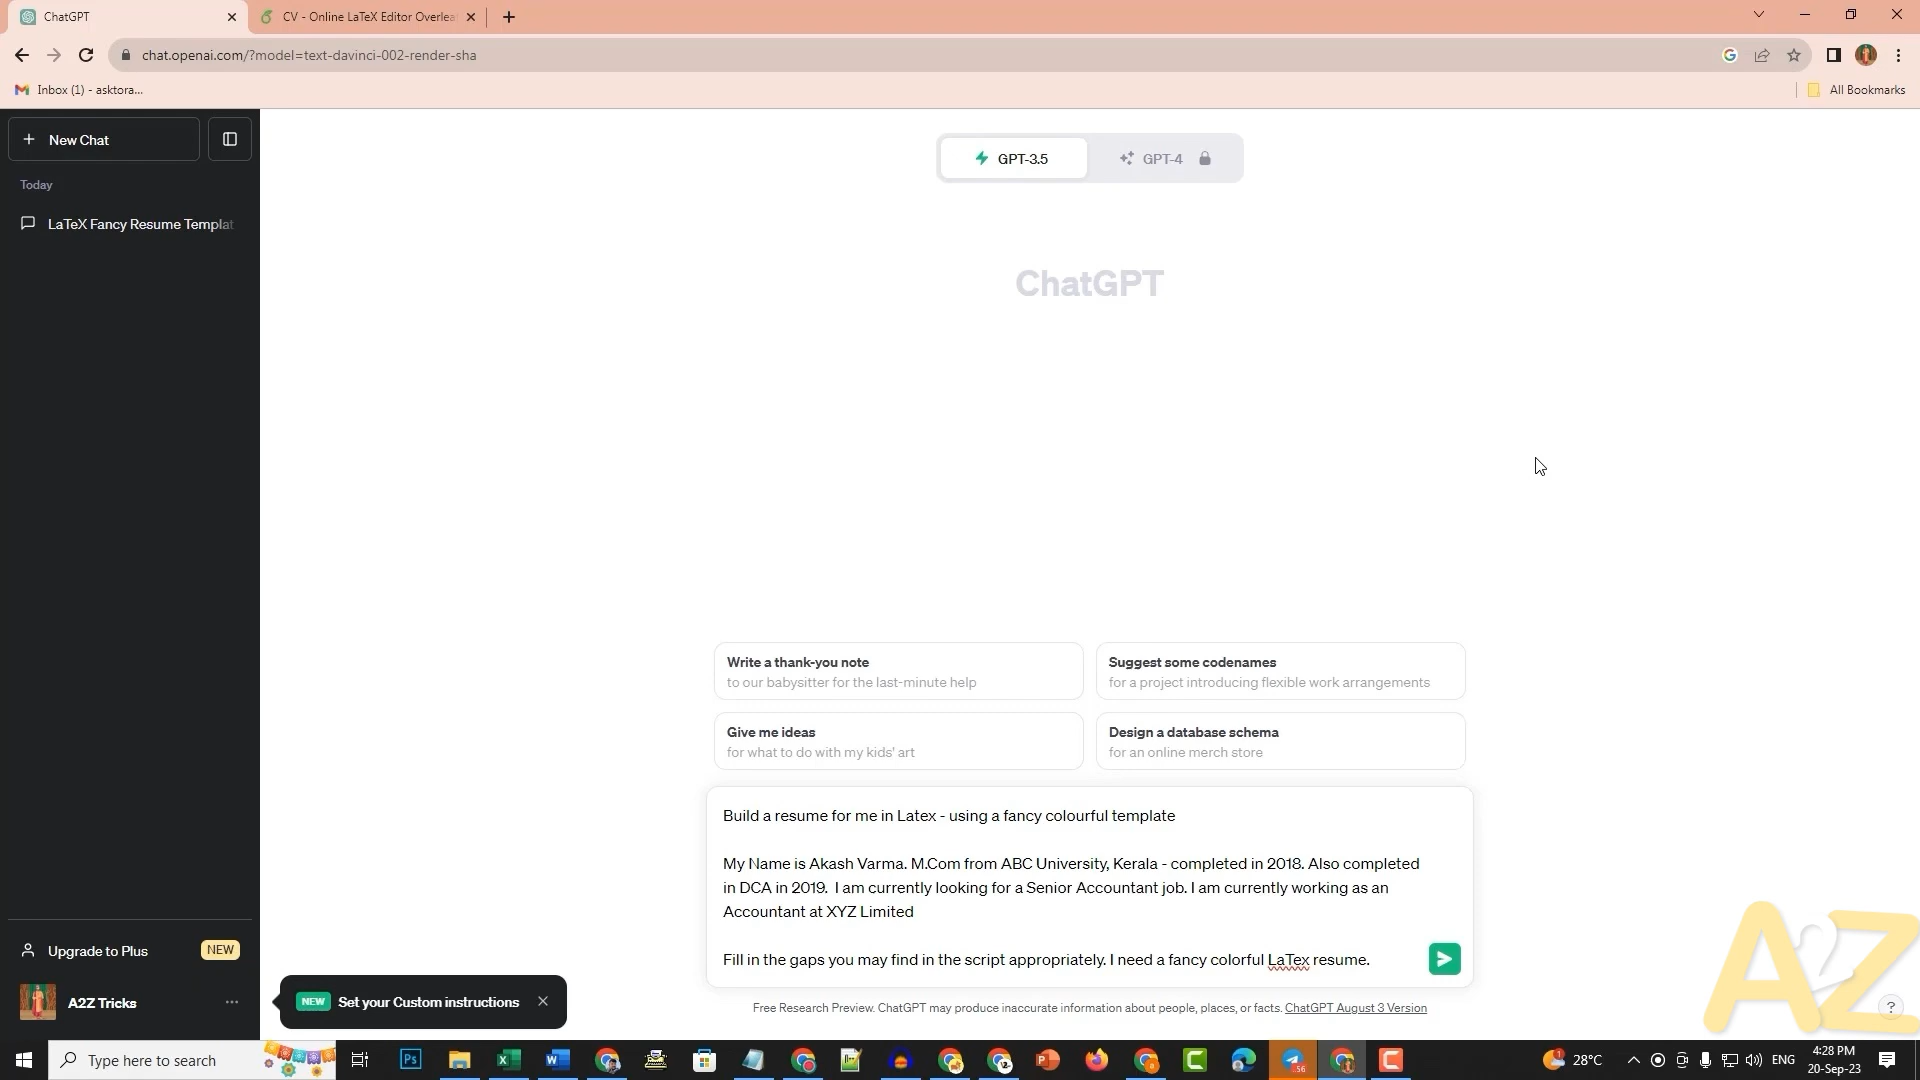 ChatGPT
CV - Online LaTeX Editor Overlea
chat.openai.com/?model=text-davinci-002-render-sha
Inbox (1) - asktora...
All Bookmarks
New Chat
Today
LaTeX Fancy Resume Templat
GPT-3.5
GPT-4
ChatGPT
Write a thank-you note
to our babysitter for the last-minute help
Suggest some codenames
for a project introducing flexible work arrangements
Give me ideas
for what to do with my kids' art
Design a database schema
for an online merch store
Build a resume for me in Latex - using a fancy colourful template
My Name is Akash Varma. M.Com from ABC University, Kerala - completed in 2018. Also completed
in DCA in 2019.  I am currently looking for a Senior Accountant job. I am currently working as an
Accountant at XYZ Limited
Fill in the gaps you may find in the script appropriately. I need a fancy colorful LaTex resume.
Free Research Preview. ChatGPT may produce inaccurate information about people, places, or facts. ChatGPT August 3 Version
Upgrade to Plus
NEW
A2Z Tricks
NEW
Set your Custom instructions
?
A2Z
Type here to search
Ps
28°C
ENG
4:28 PM
20-Sep-23